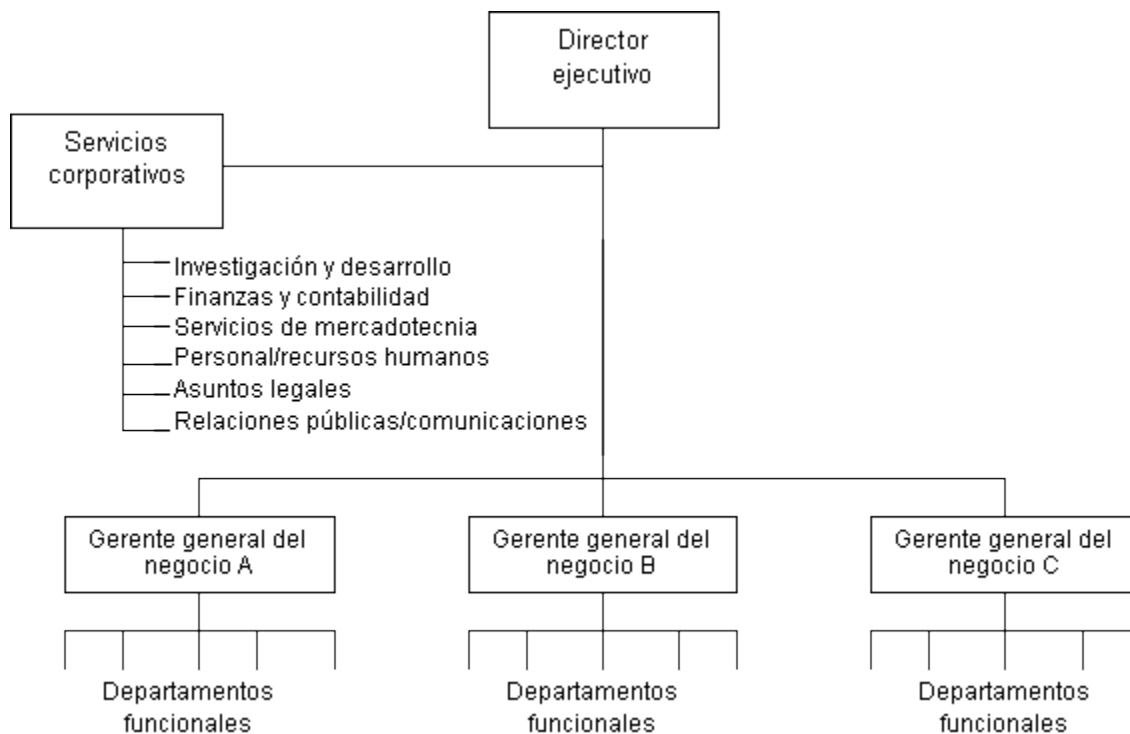 Director
ejecutivo
Servicios
corporativos
Investigación y desarrollo
Finanzas y contabilidad
Servicios de mercadotecnia
Personal/recursos humanos
Asuntos legales
Relaciones públicas/comunicaciones
Gerente general del
negocio A
Gerente general del
negocio B
Gerente general del
negocio C
Departamentos
funcionales
Departamentos
funcionales
Departamentos
funcionales